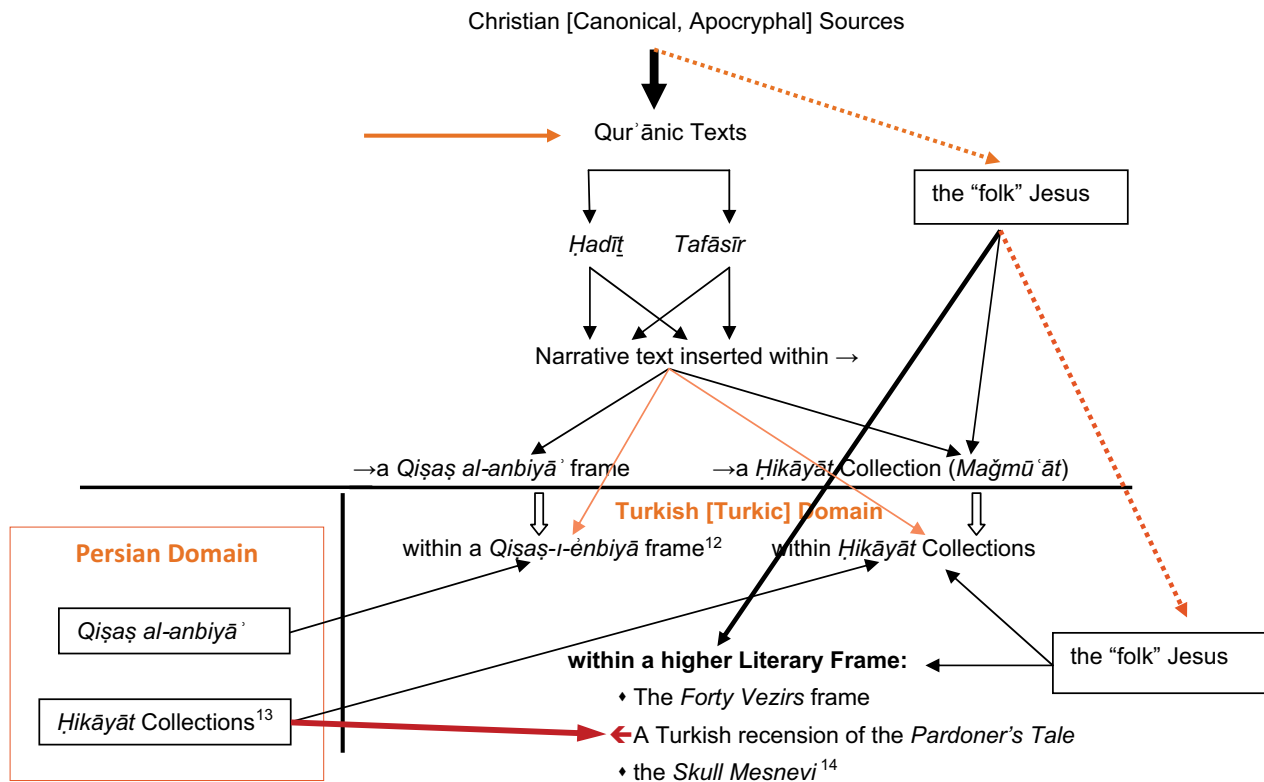 Christian [Canonical, Apocryphal] Sources
Qurʾānic Texts
the “folk” Jesus
Ḥadīṯ
Tafāsīr
Narrative text inserted within →
→a Qiṣaṣ al-anbiyāʾ frame
→a Ḥikāyāt Collection (Maǧmūʿāt)
Turkish [Turkic] Domain
Persian Domain
within a Qiṣaṣ-ı-ėnbiyā frame¹²
within Ḥikāyāt Collections
Qiṣaṣ al-anbiyāʾ
the “folk” Jesus
within a higher Literary Frame:
♦ The Forty Vezirs frame
Ḥikāyāt Collections¹³
←A Turkish recension of the Pardoner’s Tale
♦ the Skull Mesnevi ¹⁴